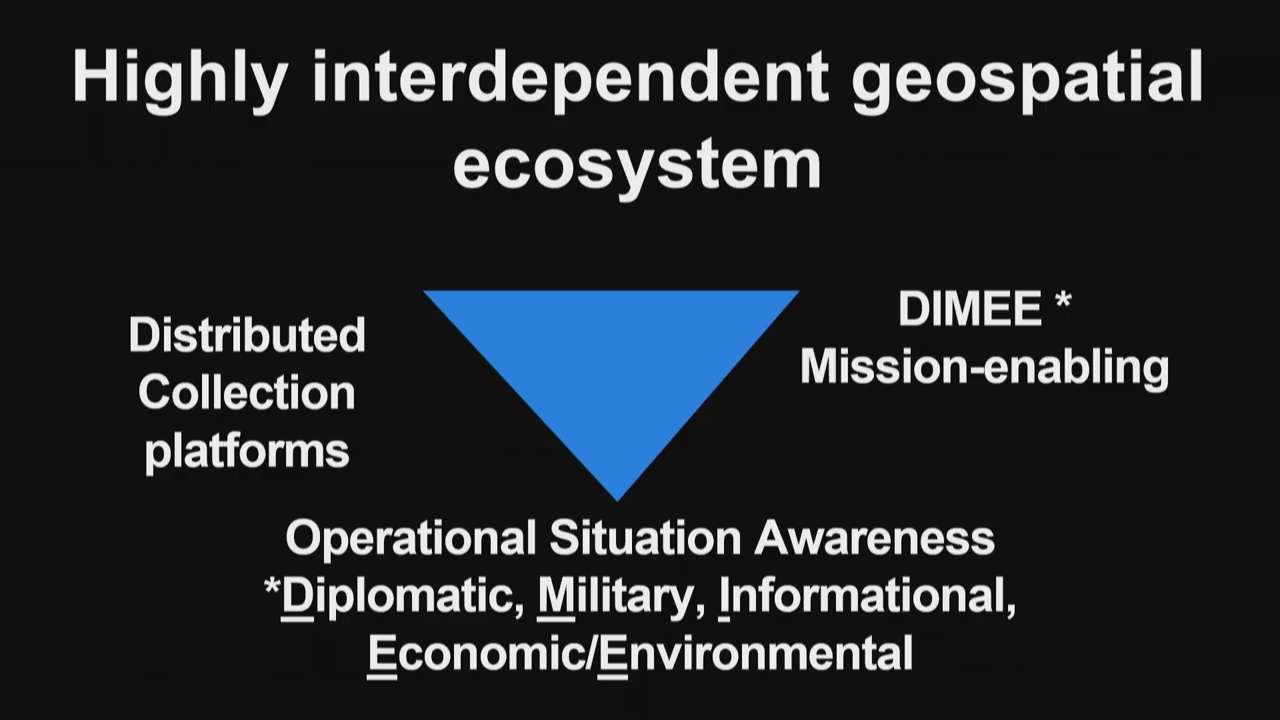 Highly interdependent geospatial
ecosystem
Distributed
Collection
platforms
DIMEE *
Mission-enabling
Operational Situation Awareness
*Diplomatic, Military, Informational,
Economic/Environmental